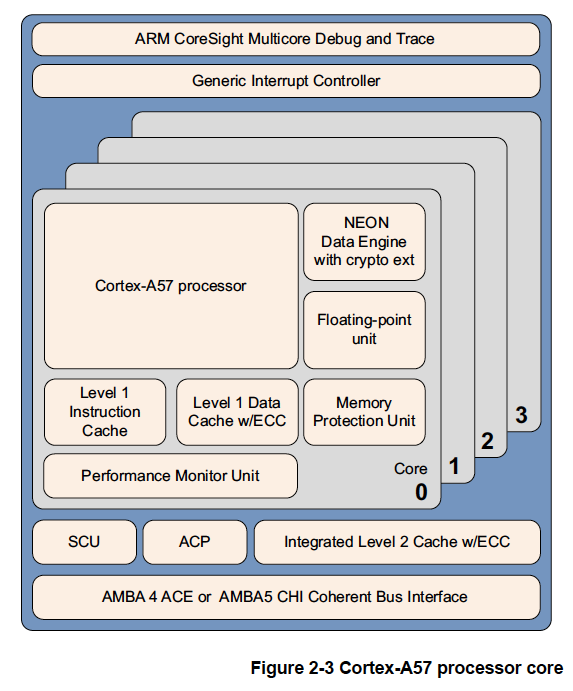 ARM CoreSight Multicore Debug and Trace
Generic Interrupt Controller
Cortex-A57 processor
NEON
Data Engine
with crypto ext
Floating-point
unit
Level 1
Instruction
Cache
Level 1 Data
Cache w/ECC
Memory
Protection Unit
Performance Monitor Unit
Core
0
1
2
3
SCU
ACP
Integrated Level 2 Cache w/ECC
AMBA 4 ACE or AMBA5 CHI Coherent Bus Interface
Figure 2-3 Cortex-A57 processor core